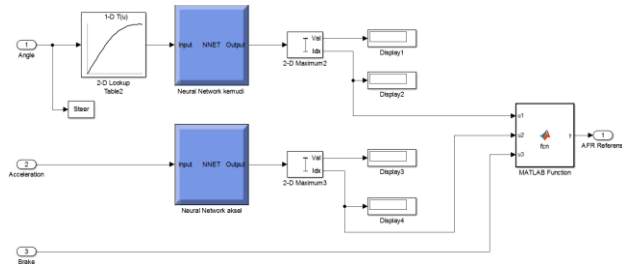 1-D T(u)
1
Angle
2-D Lookup
Table2
Steer
Input NNET Output
Neural Network kemudi
Val
Idx
2-D Maximum2
Display1
Display2
2
Acceleration
Input NNET Output
Neural Network aksel
Val
Idx
2-D Maximum3
Display3
Display4
3
Brake
u1
u2
u3
fcn
y
MATLAB Function
1
AFR Referens